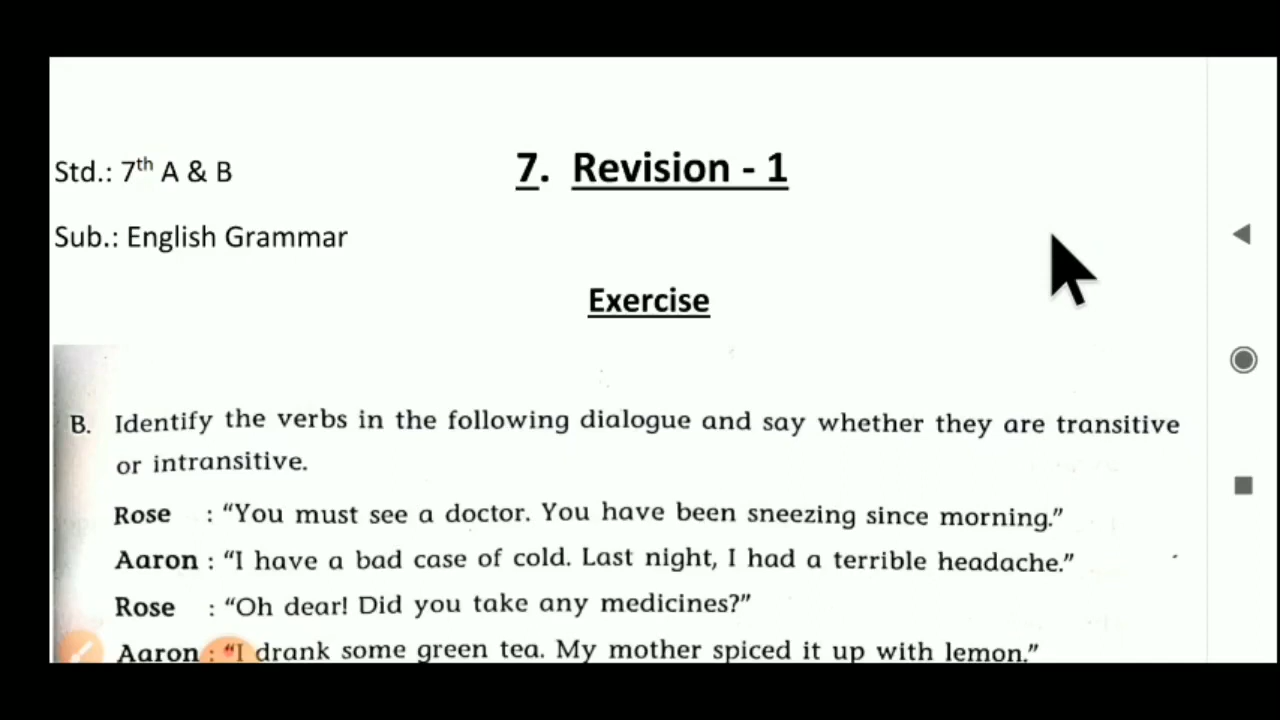 Std.: 7th A & B
7. Revision - 1
Sub.: English Grammar
Exercise
B. Identify the verbs in the following dialogue and say whether they are transitive
or intransitive.
Rose : “You must see a doctor. You have been sneezing since morning.”
Aaron : “I have a bad case of cold. Last night, I had a terrible headache.”
Rose : “Oh dear! Did you take any medicines?”
Aaron : “I drank some green tea. My mother spiced it up with lemon.”